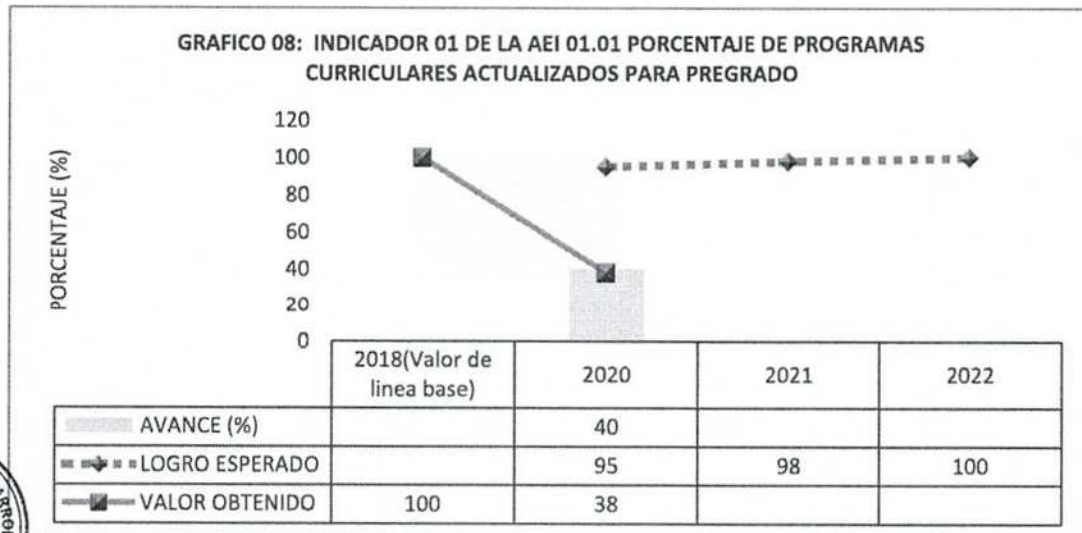 GRAFICO 08: INDICADOR 01 DE LA AEI 01.01 PORCENTAJE DE PROGRAMAS
CURRICULARES ACTUALIZADOS PARA PREGRADO
PORCENTAJE (%)
120
100
80
60
40
20
0
2018(Valor de
linea base)
2020
2021
2022
AVANCE (%) 40
LOGRO ESPERADO 95 98 100
VALOR OBTENIDO 100 38